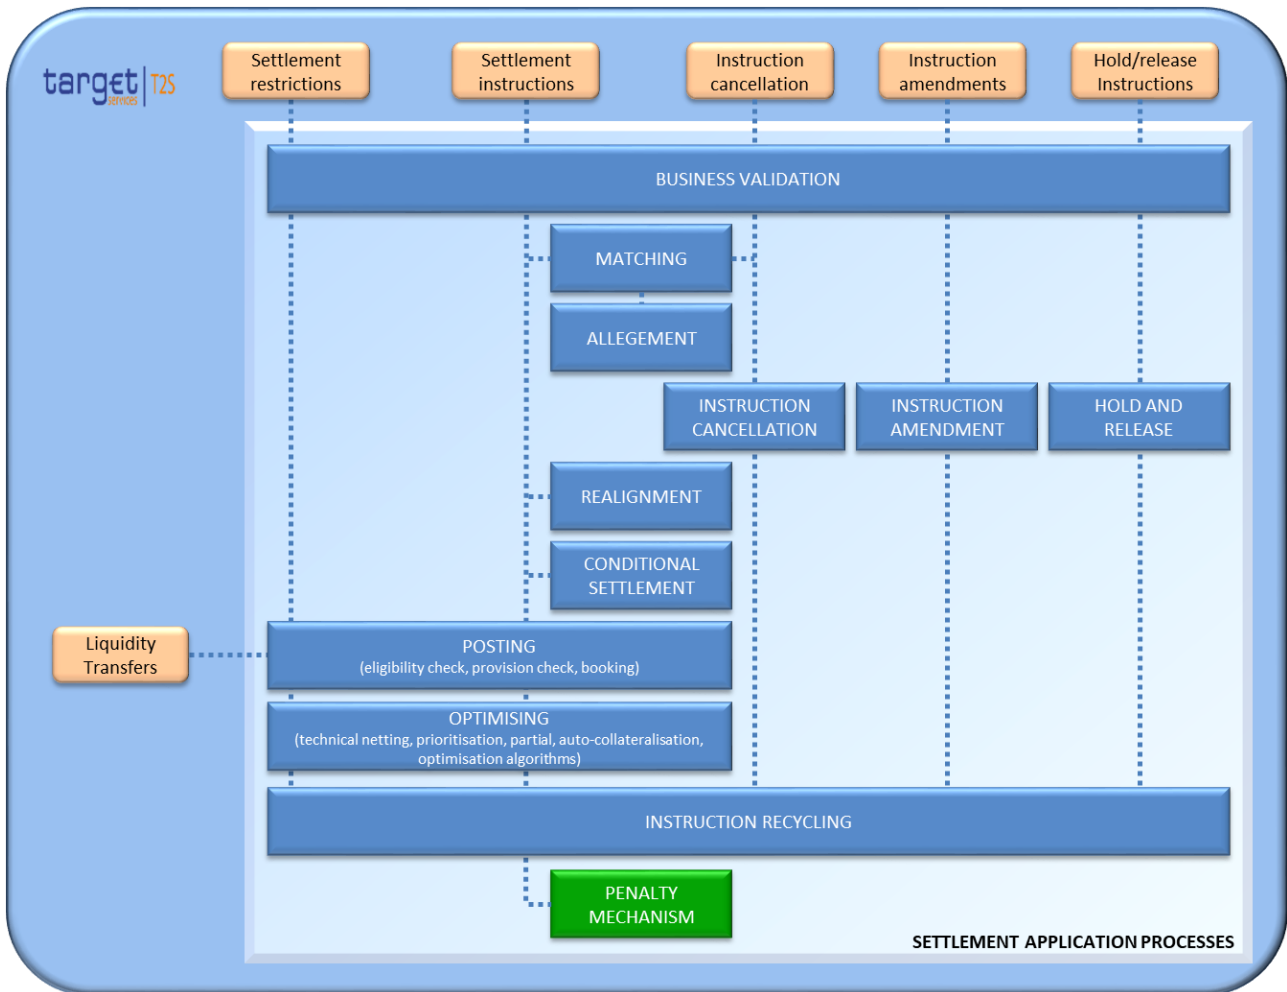 target
services
T2S
Settlement
restrictions
Settlement
instructions
Instruction
cancellation
Instruction
amendments
Hold/release
Instructions
BUSINESS VALIDATION
MATCHING
ALLEGEMENT
INSTRUCTION
CANCELLATION
INSTRUCTION
AMENDMENT
HOLD AND
RELEASE
REALIGNMENT
CONDITIONAL
SETTLEMENT
Liquidity
Transfers
POSTING
(eligibility check, provision check, booking)
OPTIMISING
(technical netting, prioritisation, partial, auto-collateralisation,
optimisation algorithms)
INSTRUCTION RECYCLING
PENALTY
MECHANISM
SETTLEMENT APPLICATION PROCESSES